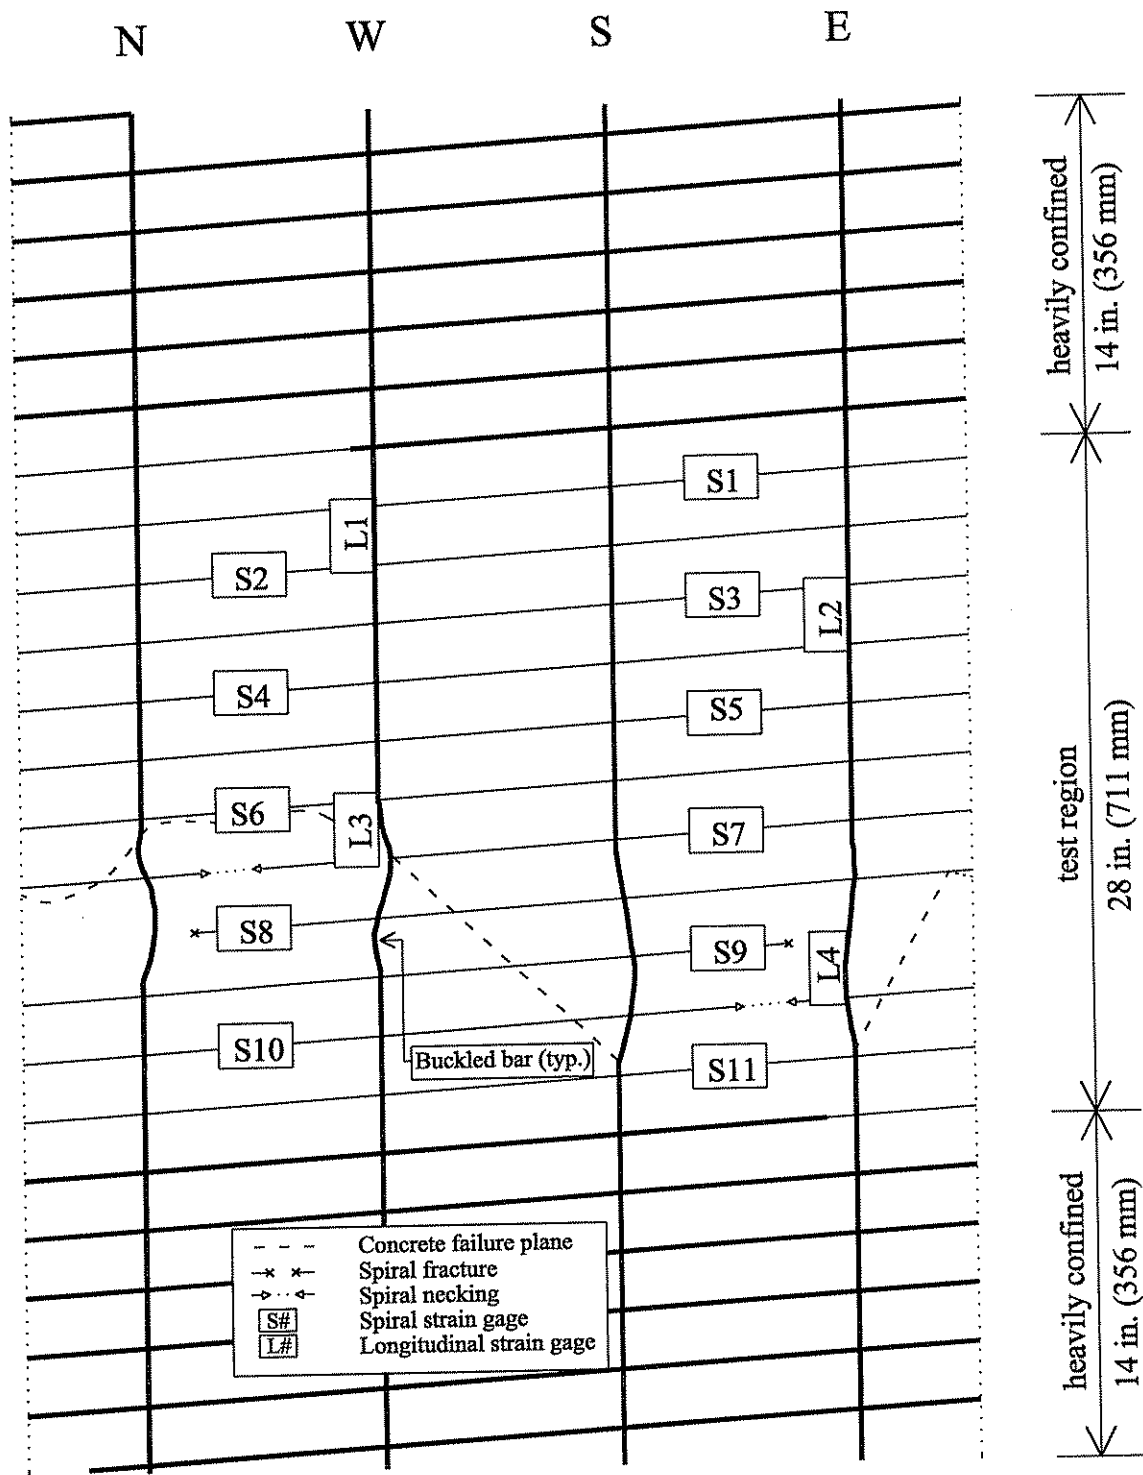 N W S E
heavily confined
14 in. (356 mm)
S1
L1
S2
S3
L2
S4
S5
test region
28 in. (711 mm)
S6
L3
S7
S8
S9
L4
S10
Buckled bar (typ.)
S11
heavily confined
14 in. (356 mm)
Concrete failure plane
Spiral fracture
Spiral necking
S# Spiral strain gage
L# Longitudinal strain gage